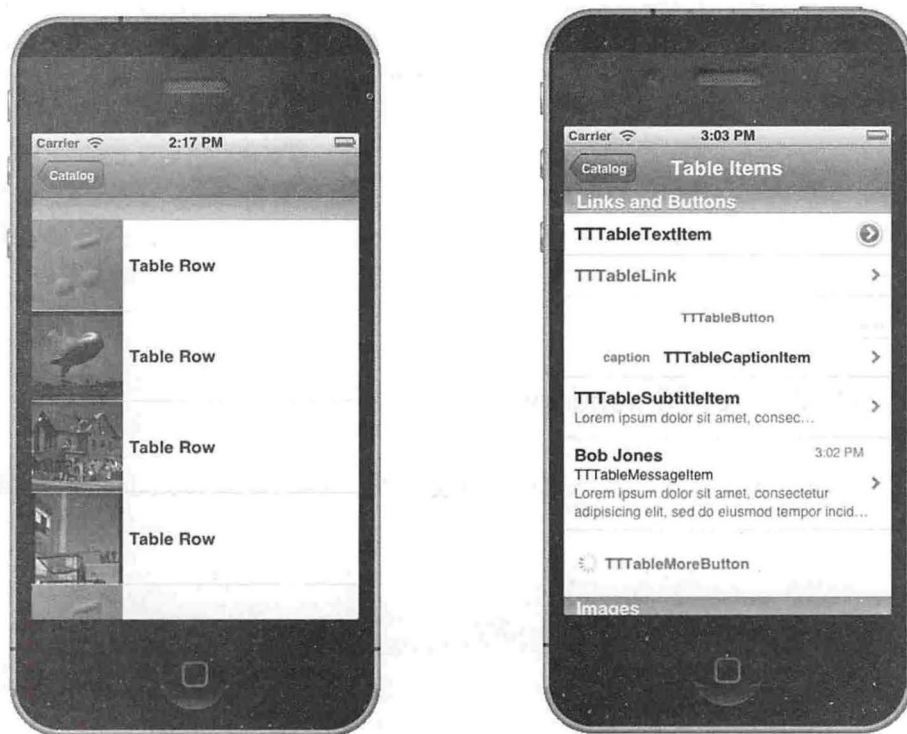 Carrier 2:17 PM
Catalog
Table Row
Table Row
Table Row
Table Row
Carrier 3:03 PM
Catalog Table Items
Links and Buttons
TTTableTextItem
TTTableLink
TTTableButton
caption TTTableCaptionItem
TTTableSubtitleItem
Lorem ipsum dolor sit amet, consec...
Bob Jones 3:02 PM
TTTableMessageItem
Lorem ipsum dolor sit amet, consectetur
adipisicing elit, sed do eiusmod tempor incid...
TTTableMoreButton
Images